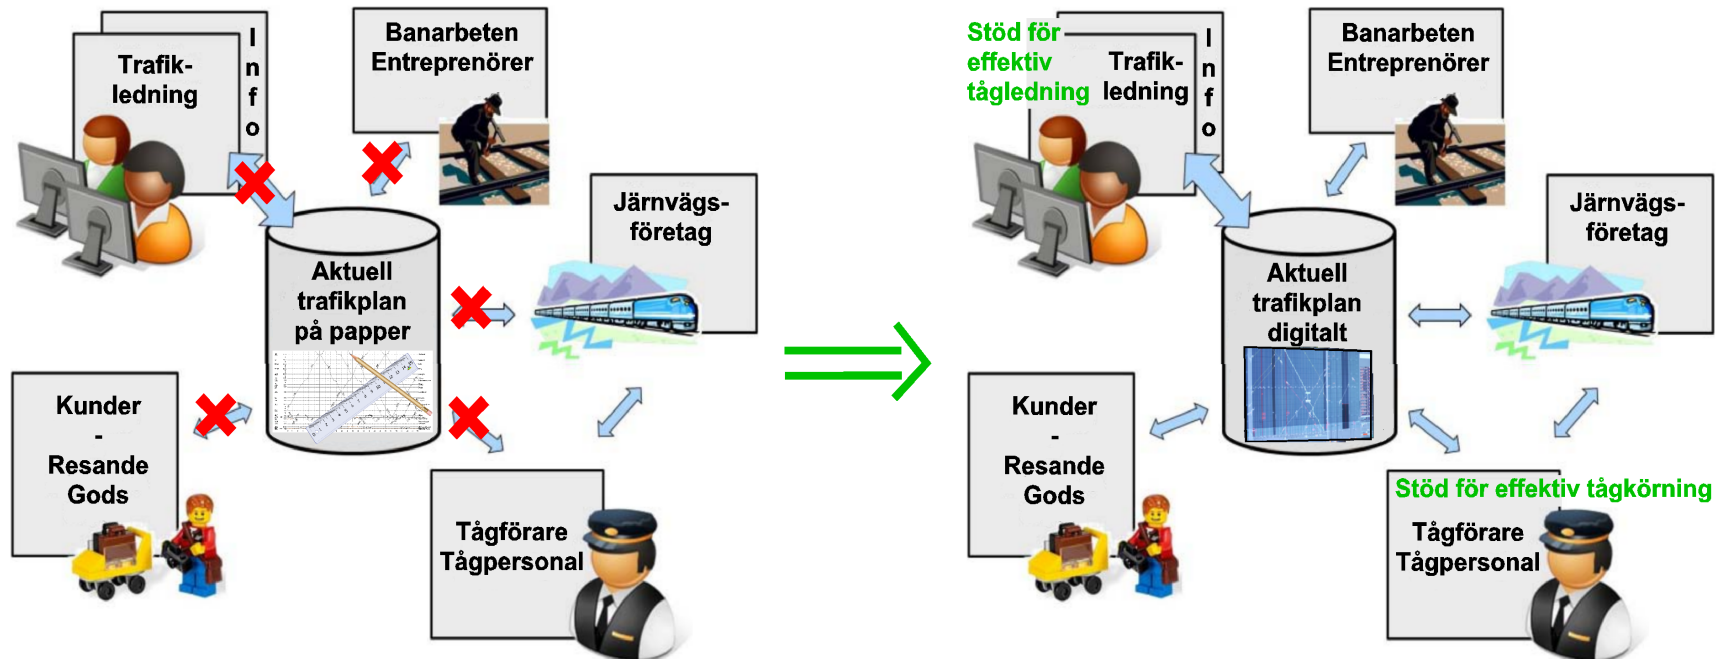 Trafik-
ledning
I
n
f
o
Banarbeten
Entreprenörer
Järnvägs-
företag
Aktuell
trafikplan
på papper
Kunder
-
Resande
Gods
Tågförare
Tågpersonal
Stöd för
effektiv
tågledning
Trafik-
ledning
I
n
f
o
Banarbeten
Entreprenörer
Järnvägs-
företag
Aktuell
trafikplan
digitalt
Kunder
-
Resande
Gods
Stöd för effektiv tågkörning
Tågförare
Tågpersonal